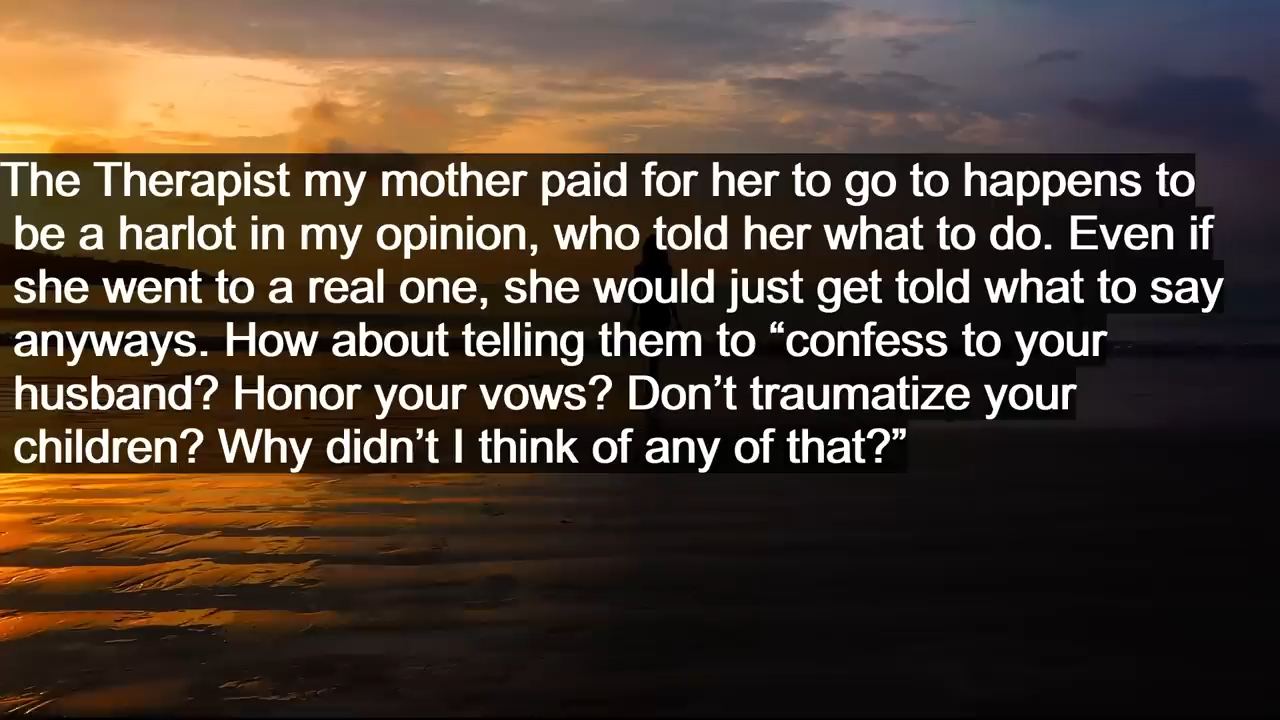 The Therapist my mother paid for her to go to happens to
be a harlot in my opinion, who told her what to do. Even if
she went to a real one, she would just get told what to say
anyways. How about telling them to “confess to your
husband? Honor your vows? Don’t traumatize your
children? Why didn’t I think of any of that?”